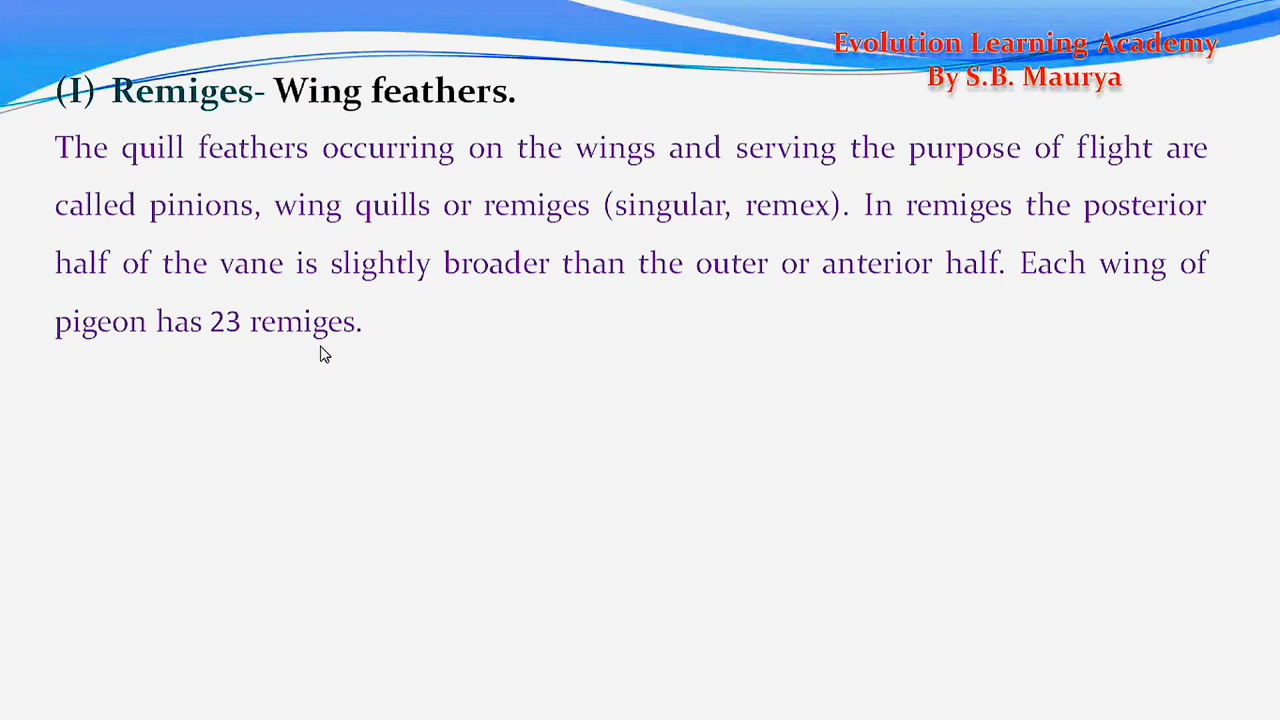 Evolution Learning Academy
By S.B. Maurya
(I) Remiges- Wing feathers.
The quill feathers occurring on the wings and serving the purpose of flight are
called pinions, wing quills or remiges (singular, remex). In remiges the posterior
half of the vane is slightly broader than the outer or anterior half. Each wing of
pigeon has 23 remiges.